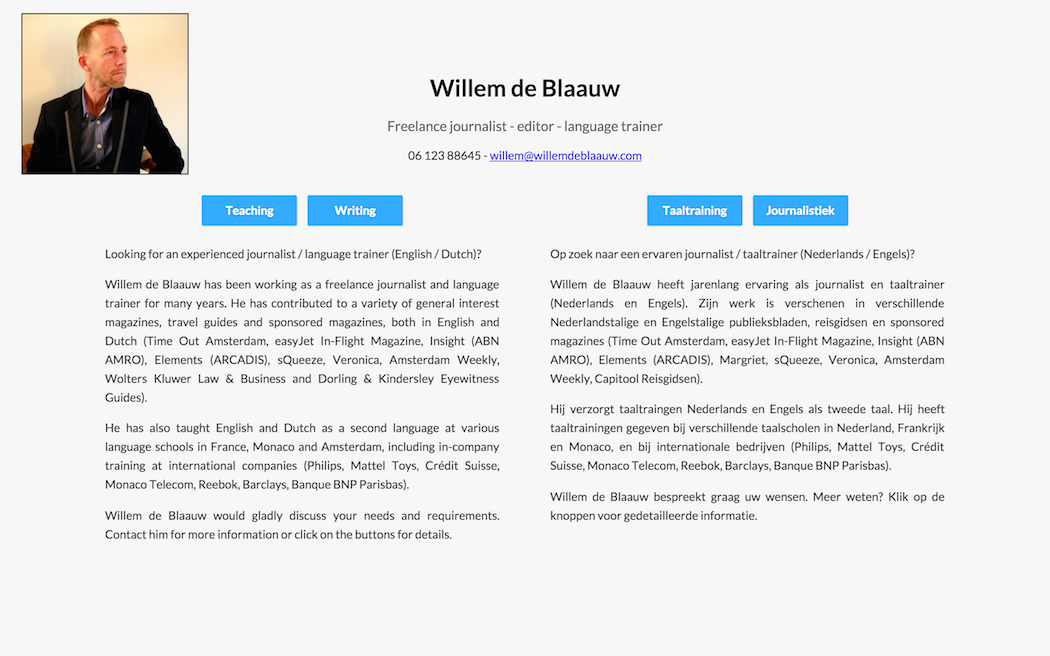 Willem de Blaauw
Freelance journalist - editor - language trainer
06 123 88645 - willem@willemdeblaauw.com
Teaching Writing
Looking for an experienced journalist / language trainer (English / Dutch)?
Willem de Blaauw has been working as a freelance journalist and language
trainer for many years. He has contributed to a variety of general interest
magazines, travel guides and sponsored magazines, both in English and
Dutch (Time Out Amsterdam, easyJet In-Flight Magazine, Insight (ABN
AMRO), Elements (ARCADIS), sQueeze, Veronica, Amsterdam Weekly,
Wolters Kluwer Law & Business and Dorling & Kindersley Eyewitness
Guides).
He has also taught English and Dutch as a second language at various
language schools in France, Monaco and Amsterdam, including in-company
training at international companies (Philips, Mattel Toys, Crédit Suisse,
Monaco Telecom, Reebok, Barclays, Banque BNP Parisbas).
Willem de Blaauw would gladly discuss your needs and requirements.
Contact him for more information or click on the buttons for details.
Taaltraining Journalistiek
Op zoek naar een ervaren journalist / taaltrainer (Nederlands / Engels)?
Willem de Blaauw heeft jarenlang ervaring als journalist en taaltrainer
(Nederlands en Engels). Zijn werk is verschenen in verschillende
Nederlandstalige en Engelstalige publieksbladen, reisgidsen en sponsored
magazines (Time Out Amsterdam, easyJet In-Flight Magazine, Insight (ABN
AMRO), Elements (ARCADIS), Margriet, sQueeze, Veronica, Amsterdam
Weekly, Capitool Reisgidsen).
Hij verzorgt taaltraingen Nederlands en Engels als tweede taal. Hij heeft
taaltrainingen gegeven bij verschillende taalscholen in Nederland, Frankrijk
en Monaco, en bij internationale bedrijven (Philips, Mattel Toys, Crédit
Suisse, Monaco Telecom, Reebok, Barclays, Banque BNP Parisbas).
Willem de Blaauw bespreekt graag uw wensen. Meer weten? Klik op de
knoppen voor gedetailleerde informatie.